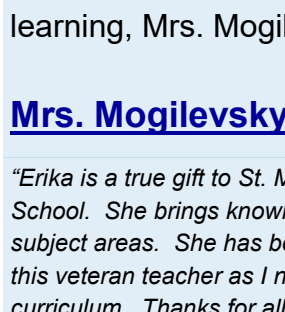 learning, Mrs. Mogil
Mrs. Mogilevsky
"Erika is a true gift to St. M
School. She brings know
subject areas. She has be
this veteran teacher as I n
curriculum. Thanks for all